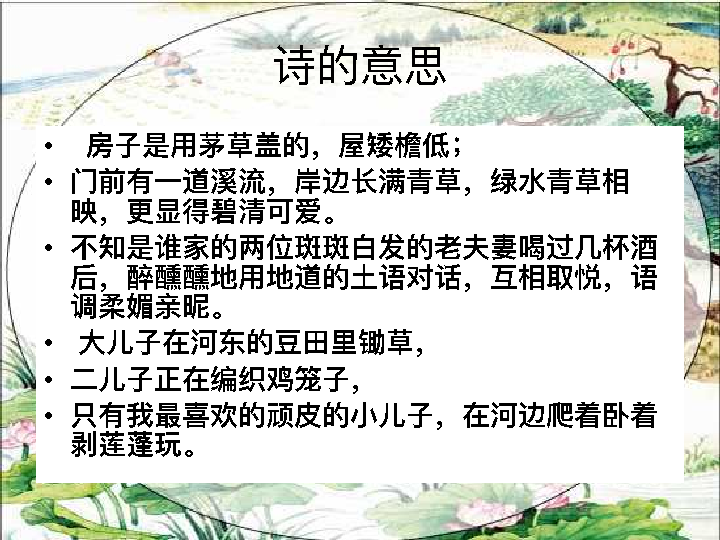 诗的意思
• 房子是用茅草盖的，屋矮檐低；
• 门前有一道溪流，岸边长满青草，绿水青草相
映，更显得碧清可爱。
• 不知是谁家的两位斑斑白发的老夫妻喝过几杯酒
后，醉醺醺地用地道的土语对话，互相取悦，语
调柔媚亲昵。
• 大儿子在河东的豆田里锄草，
• 二儿子正在编织鸡笼子，
• 只有我最喜欢的顽皮的小儿子，在河边爬着卧着
剥莲蓬玩。